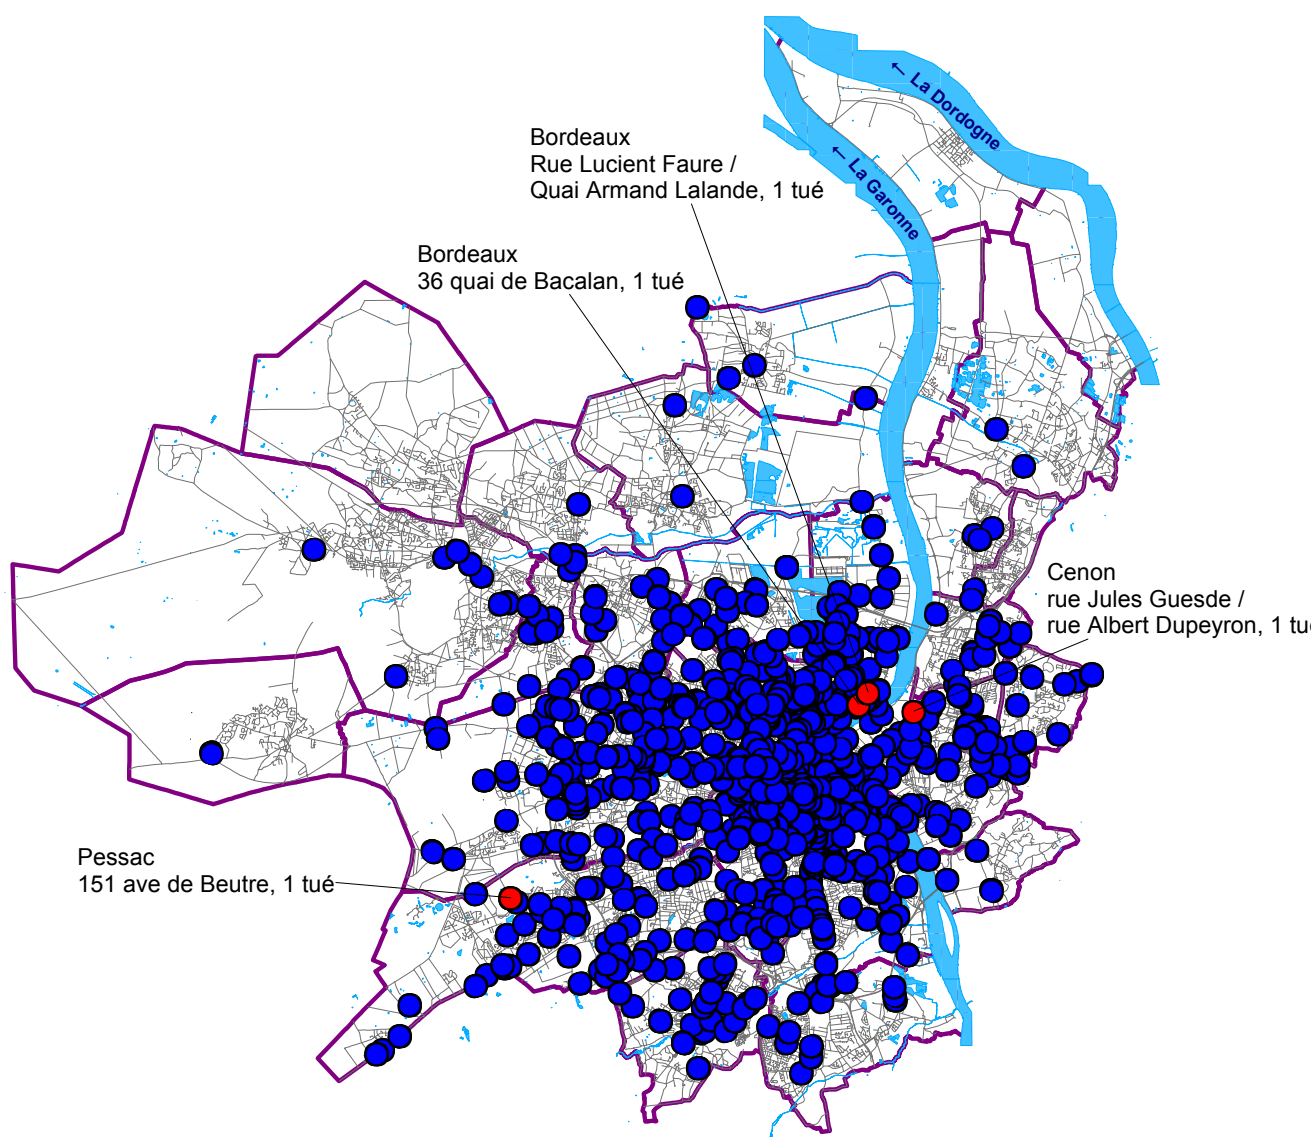 ← La Dordogne
← La Garonne
Bordeaux
Rue Lucient Faure /
Quai Armand Lalande, 1 tué
Bordeaux
36 quai de Bacalan, 1 tué
Cenon
rue Jules Guesde /
rue Albert Dupeyron, 1 tu
Pessac
151 ave de Beutre, 1 tué